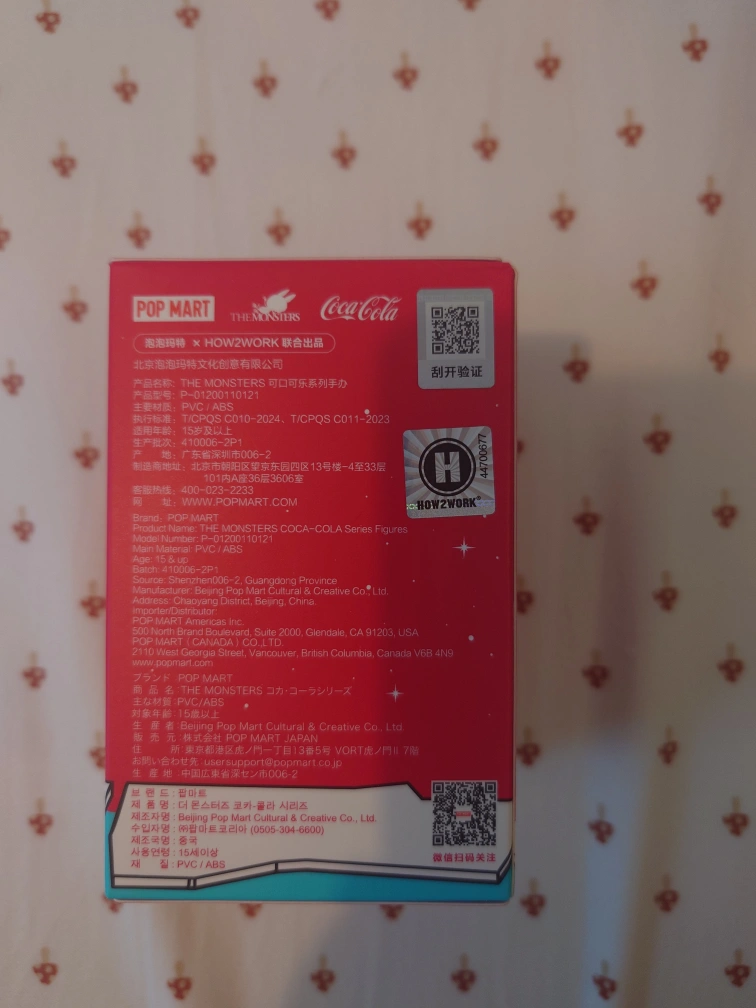 POP MART
THE MONSTERS
Coca-Cola
刮开验证
泡泡玛特 × HOW2WORK 联合出品
北京泡泡玛特文化创意有限公司
产品名称: THE MONSTERS 可口可乐系列手办
产品型号: P-01200110121
主要材质: PVC / ABS
执行标准: T/CPQS C010-2024、T/CPQS C011-2023
适用年龄: 15岁及以上
生产批次: 410006-2P1
产 地: 广东省深圳市006-2
制造商地址: 北京市朝阳区望京东园四区13号楼-4至33层
101内A座36层3606室
客服热线: 400-023-2233
网 址: WWW.POPMART.COM
H
HOW2WORK®
44700677
Brand: POP MART
Product Name: THE MONSTERS COCA-COLA Series Figures
Model Number: P-01200110121
Main Material: PVC / ABS
Age: 15 & up
Batch: 410006-2P1
Source: Shenzhen006-2, Guangdong Province
Manufacturer: Beijing Pop Mart Cultural & Creative Co., Ltd.
Address: Chaoyang District, Beijing, China.
Importer/Distributor:
POP MART Americas Inc.
500 North Brand Boulevard, Suite 2000, Glendale, CA 91203, USA
POP MART (CANADA) CO.,LTD.
2110 West Georgia Street, Vancouver, British Columbia, Canada V6B 4N9
www.popmart.com
ブランド: POP MART
商 品 名: THE MONSTERS コカ·コーラシリーズ
主な材質: PVC/ABS
対象年齢: 15歳以上
生 産 者: Beijing Pop Mart Cultural & Creative Co., Ltd.
販 売 元: 株式会社 POP MART JAPAN
住 所: 東京都港区虎ノ門一丁目13番5号 VORT虎ノ門II 7階
お問い合わせ先: usersupport@popmart.co.jp
生 産 地: 中国広東省深セン市006-2
브 랜 드 : 팝마트
제 품 명 : 더 몬스터즈 코카-콜라 시리즈
제조자명 : Beijing Pop Mart Cultural & Creative Co., Ltd.
수입자명 : ㈜팝마트코리아 (0505-304-6600)
제조국명 : 중국
사용연령 : 15세이상
재 질 : PVC / ABS
微信扫码关注